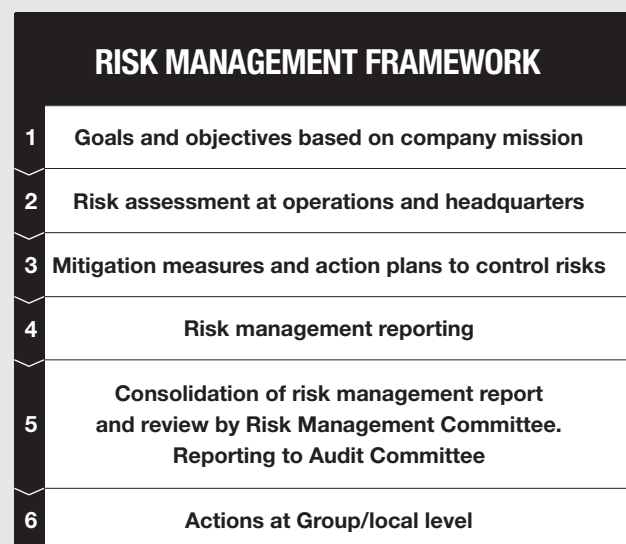 RISK MANAGEMENT FRAMEWORK
1 Goals and objectives based on company mission
2 Risk assessment at operations and headquarters
3 Mitigation measures and action plans to control risks
4 Risk management reporting
Consolidation of risk management report
5 and review by Risk Management Committee.
Reporting to Audit Committee
6 Actions at Group/local level